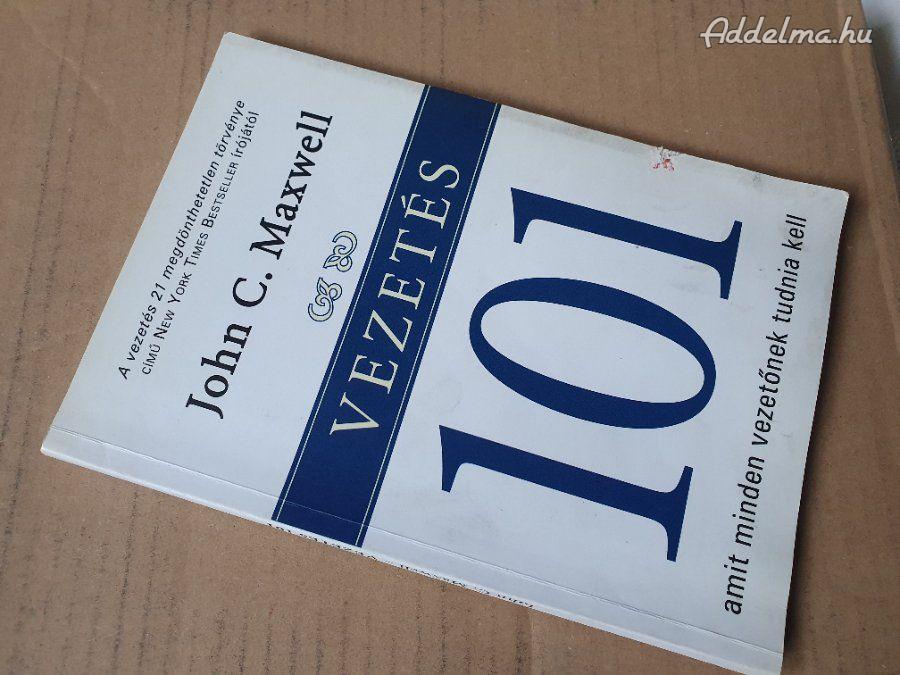 Addelma.hu
A vezetés 21 megdönthetetlen törvénye
CÍMŰ NEW YORK TIMES BESTSELLER írójától
John C. Maxwell
VEZETÉS
101
amit minden vezetőnek tudnia kell